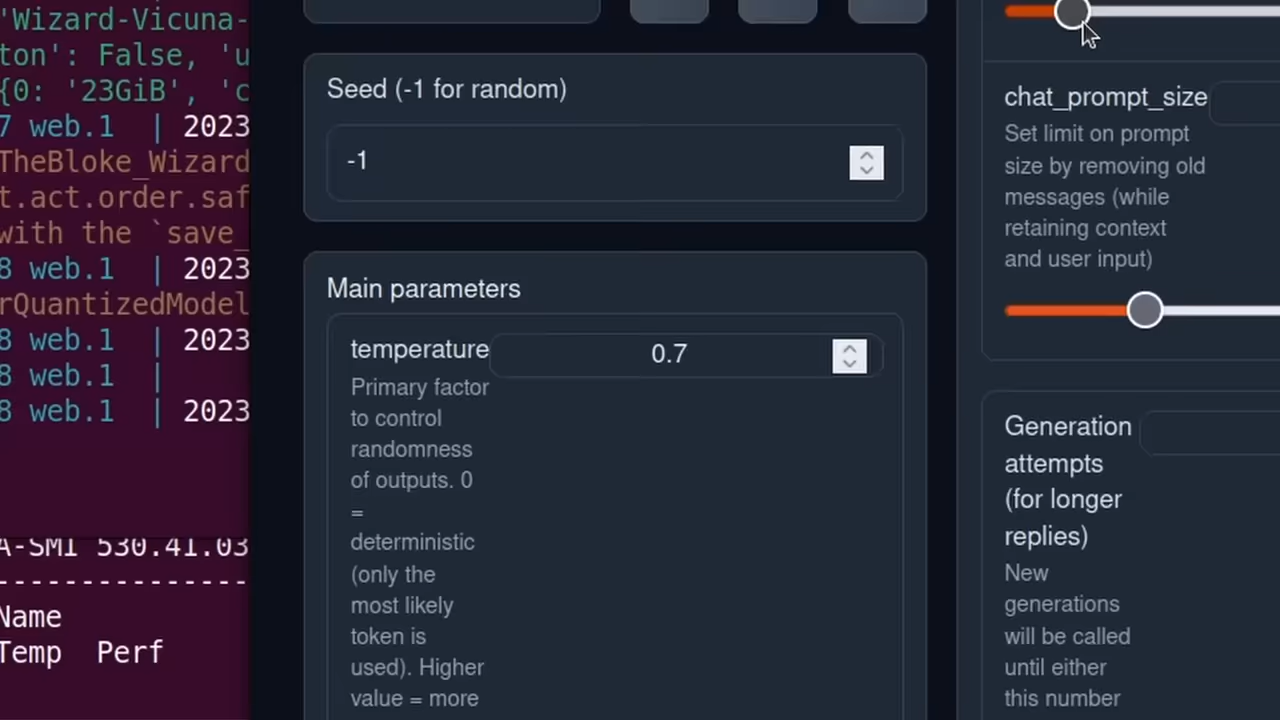 'Wizard-Vicuna-
ton': False, 'u
{0: '23GiB', 'c
7 web.1 | 2023
TheBloke_Wizard
t.act.order.saf
with the `save_
8 web.1 | 2023
rQuantizedModel
8 web.1 | 2023
8 web.1 |
8 web.1 | 2023
A-SMI 530.41.03
---------------
Name
Temp Perf
Seed (-1 for random)
-1
Main parameters
temperature
0.7
Primary factor
to control
randomness
of outputs. 0
=
deterministic
(only the
most likely
token is
used). Higher
value = more
chat_prompt_size
Set limit on prompt
size by removing old
messages (while
retaining context
and user input)
Generation
attempts
(for longer
replies)
New
generations
will be called
until either
this number